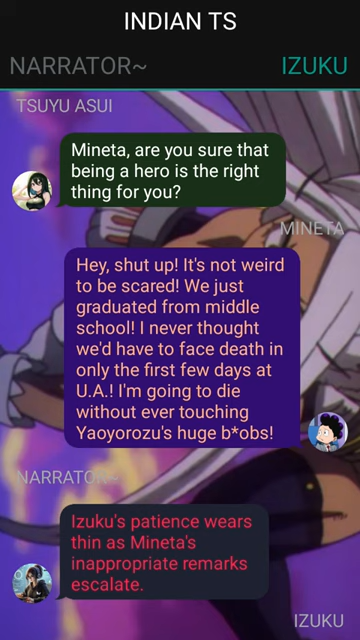 INDIAN TS
NARRATOR~ IZUKU
TSUYU ASUI
Mineta, are you sure that
being a hero is the right
thing for you?
MINETA
Hey, shut up! It's not weird
to be scared! We just
graduated from middle
school! I never thought
we'd have to face death in
only the first few days at
U.A.! I'm going to die
without ever touching
Yaoyorozu's huge b*obs!
NARRATOR~
Izuku's patience wears
thin as Mineta's
inappropriate remarks
escalate.
IZUKU